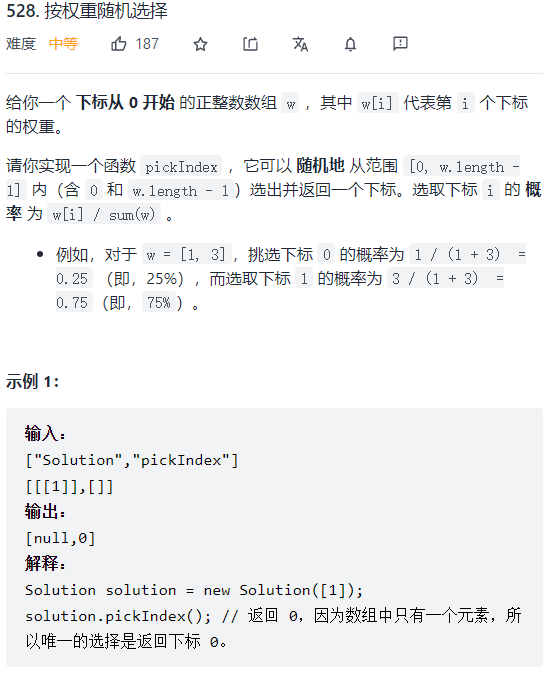 528. 按权重随机选择
难度 中等 187
给你一个 下标从 0 开始 的正整数数组 w ，其中 w[i] 代表第 i 个下标
的权重。
请你实现一个函数 pickIndex ，它可以 随机地 从范围 [0, w.length -
1] 内（含 0 和 w.length - 1）选出并返回一个下标。选取下标 i 的 概
率 为 w[i] / sum(w) 。
• 例如，对于 w = [1, 3]，挑选下标 0 的概率为 1 / (1 + 3) =
0.25 （即，25%），而选取下标 1 的概率为 3 / (1 + 3) =
0.75（即，75%）。
示例 1：
输入：
["Solution","pickIndex"]
[[[1]],[]]
输出：
[null,0]
解释：
Solution solution = new Solution([1]);
solution.pickIndex(); // 返回 0，因为数组中只有一个元素，所
以唯一的选择是返回下标 0。